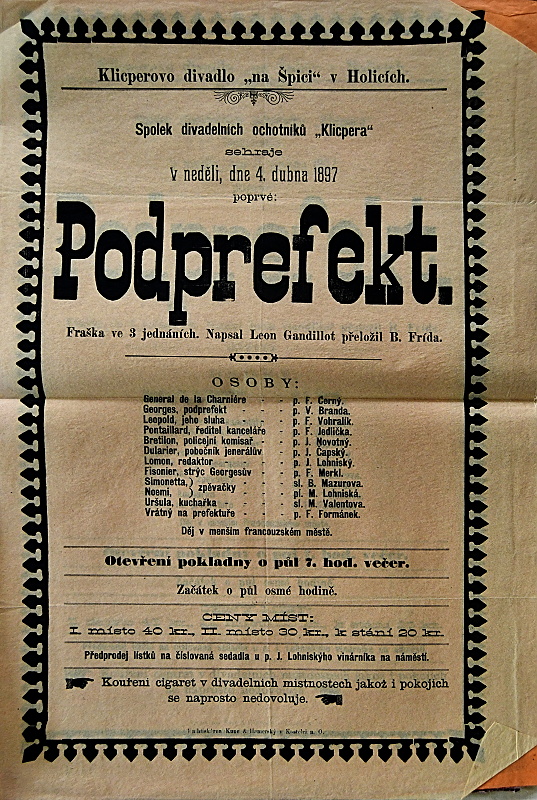 Klicperovo divadlo „na Špici“ v Holicích.
Spolek divadelních ochotníků „Klicpera“
sehraje
v neděli, dne 4. dubna 1897
poprvé:
Podprefekt.
Fraška ve 3 jednáních. Napsal Leon Gandillot přeložil B. Frída.
OSOBY:
General de la Charniére - - p. F. Černý.
Georges, podprefekt - - - p. V. Branda.
Leopold, jeho sluha - - - p. F. Vohralík.
Pontaillard, ředitel kanceláře - p. F. Jedlička.
Bretilon, policejní komisař - - p. J. Novotný.
Dularier, pobočník jenerálův - p. J. Čapský.
Lomon, redaktor - - - p. J. Lohniský.
Fisonier, strýc Georgesův - - p. F. Merkl.
Simonetta,) zpěvačky - - sl. B. Mazurova.
Noemi, ) pí. M. Lohniská.
Uršula, kuchařka - - - sl. M. Valentova.
Vrátný na prefektuře - - p. F. Formánek.
Děj v menším francouzském městě.
Otevření pokladny o půl 7. hod. večer.
Začátek o půl osmé hodině.
CENY MÍST:
I. místo 40 kr., II. místo 30 kr., k stání 20 kr.
Předprodej lístků na číslovaná sedadla u p. J. Lohniskýho vinárníka na náměstí.
Kouření cigaret v divadelních místnostech jakož i pokojích
se naprosto nedovoluje.